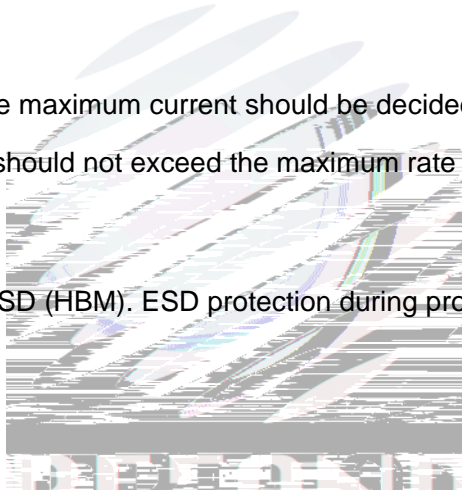 e maximum current should be decided
should not exceed the maximum rate
SD (HBM). ESD protection during pro